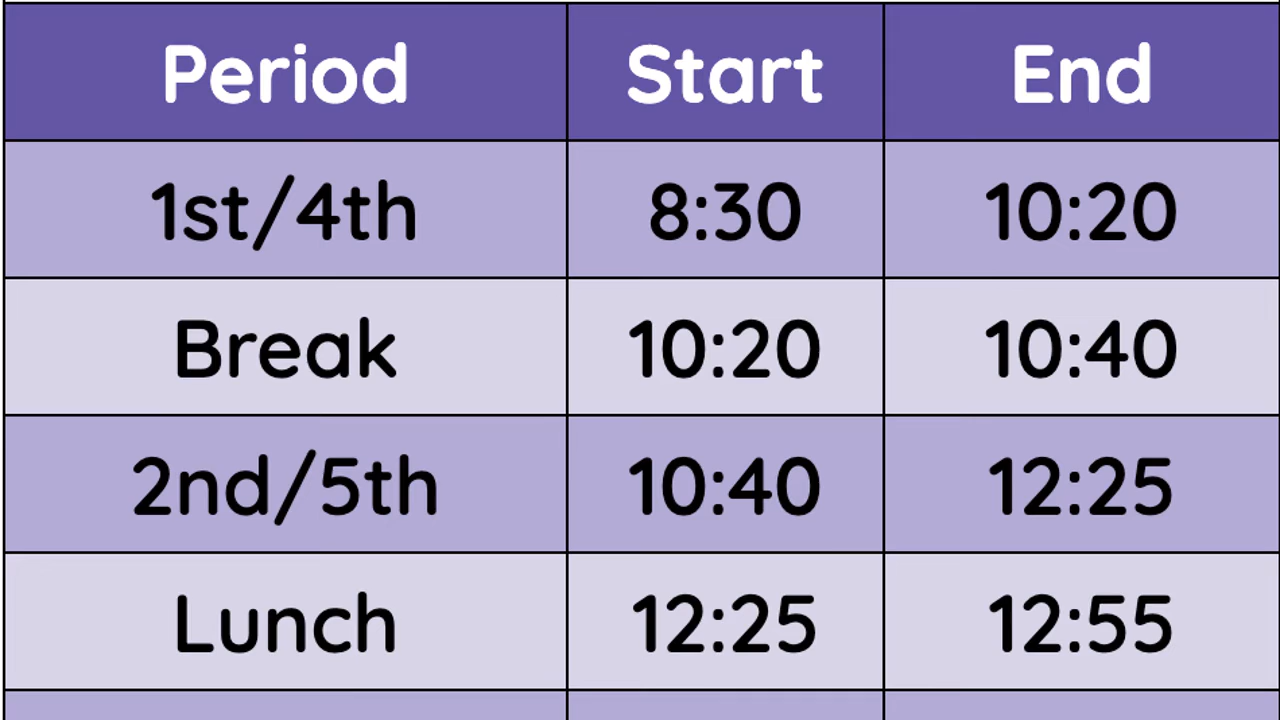 Period Start End
1st/4th 8:30 10:20
Break 10:20 10:40
2nd/5th 10:40 12:25
Lunch 12:25 12:55